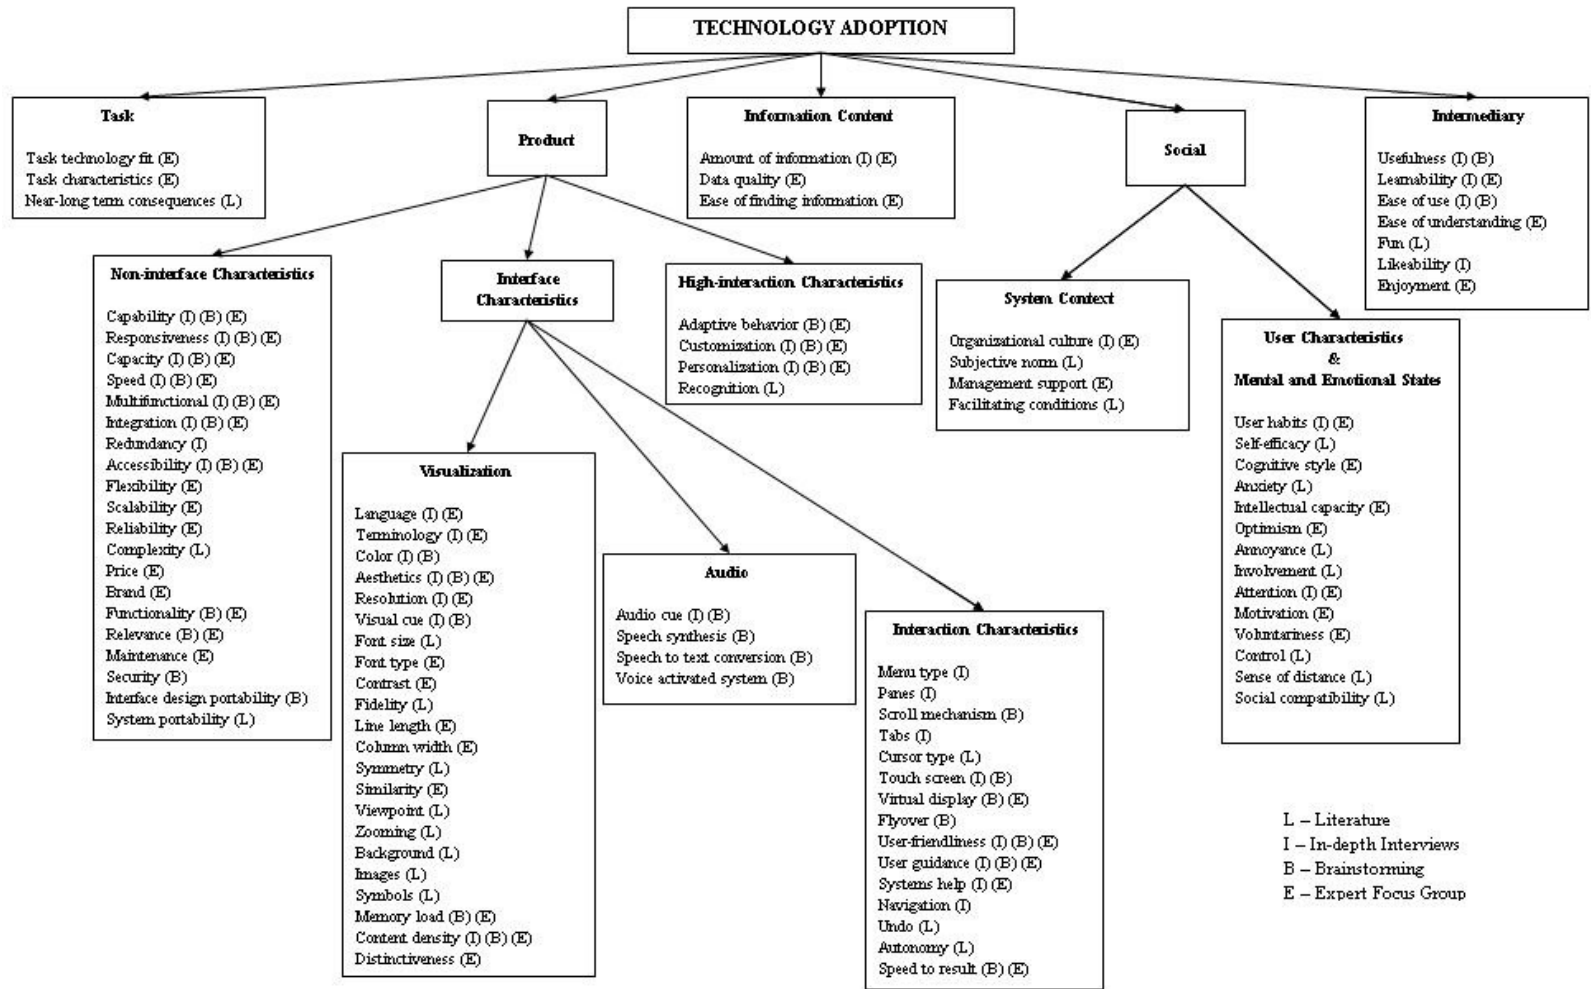 TECHNOLOGY ADOPTION
Task
Task technology fit (E)
Task characteristics (E)
Near-long term consequences (L)
Product
Information Content
Amount of information (I) (E)
Data quality (E)
Ease of finding information (E)
Social
Intermediary
Usefulness (I) (B)
Learnability (I) (E)
Ease of use (I) (B)
Ease of understanding (E)
Fun (L)
Likeability (I)
Enjoyment (E)
Non-interface Characteristics
Capability (I) (B) (E)
Responsiveness (I) (B) (E)
Capacity (I) (B) (E)
Speed (I) (B) (E)
Multifunctional (I) (B) (E)
Integration (I) (B) (E)
Redundancy (I)
Accessibility (I) (B) (E)
Flexibility (E)
Scalability (E)
Reliability (E)
Complexity (L)
Price (E)
Brand (E)
Functionality (B) (E)
Relevance (B) (E)
Maintenance (E)
Security (B)
Interface design portability (B)
System portability (L)
Interface
Characteristics
High-interaction Characteristics
Adaptive behavior (B) (E)
Customization (I) (B) (E)
Personalization (I) (B) (E)
Recognition (L)
System Context
Organizational culture (I) (E)
Subjective norm (L)
Management support (E)
Facilitating conditions (L)
User Characteristics
&
Mental and Emotional States
User habits (I) (E)
Self-efficacy (L)
Cognitive style (E)
Anxiety (L)
Intellectual capacity (E)
Optimism (E)
Annoyance (L)
Involvement (L)
Attention (I) (E)
Motivation (E)
Voluntariness (E)
Control (L)
Sense of distance (L)
Social compatibility (L)
Visualization
Language (I) (E)
Terminology (I) (E)
Color (I) (B)
Aesthetics (I) (B) (E)
Resolution (I) (E)
Visual cue (I) (B)
Font size (L)
Font type (E)
Contrast (E)
Fidelity (L)
Line length (E)
Column width (E)
Symmetry (L)
Similarity (E)
Viewpoint (L)
Zooming (L)
Background (L)
Images (L)
Symbols (L)
Memory load (B) (E)
Content density (I) (B) (E)
Distinctiveness (E)
Audio
Audio cue (I) (B)
Speech synthesis (B)
Speech to text conversion (B)
Voice activated system (B)
Interaction Characteristics
Menu type (I)
Panes (I)
Scroll mechanism (B)
Tabs (I)
Cursor type (L)
Touch screen (I) (B)
Virtual display (B) (E)
Flyover (B)
User-friendliness (I) (B) (E)
User guidance (I) (B) (E)
Systems help (I) (E)
Navigation (I)
Undo (L)
Autonomy (L)
Speed to result (B) (E)
L – Literature
I – In-depth Interviews
B – Brainstorming
E – Expert Focus Group